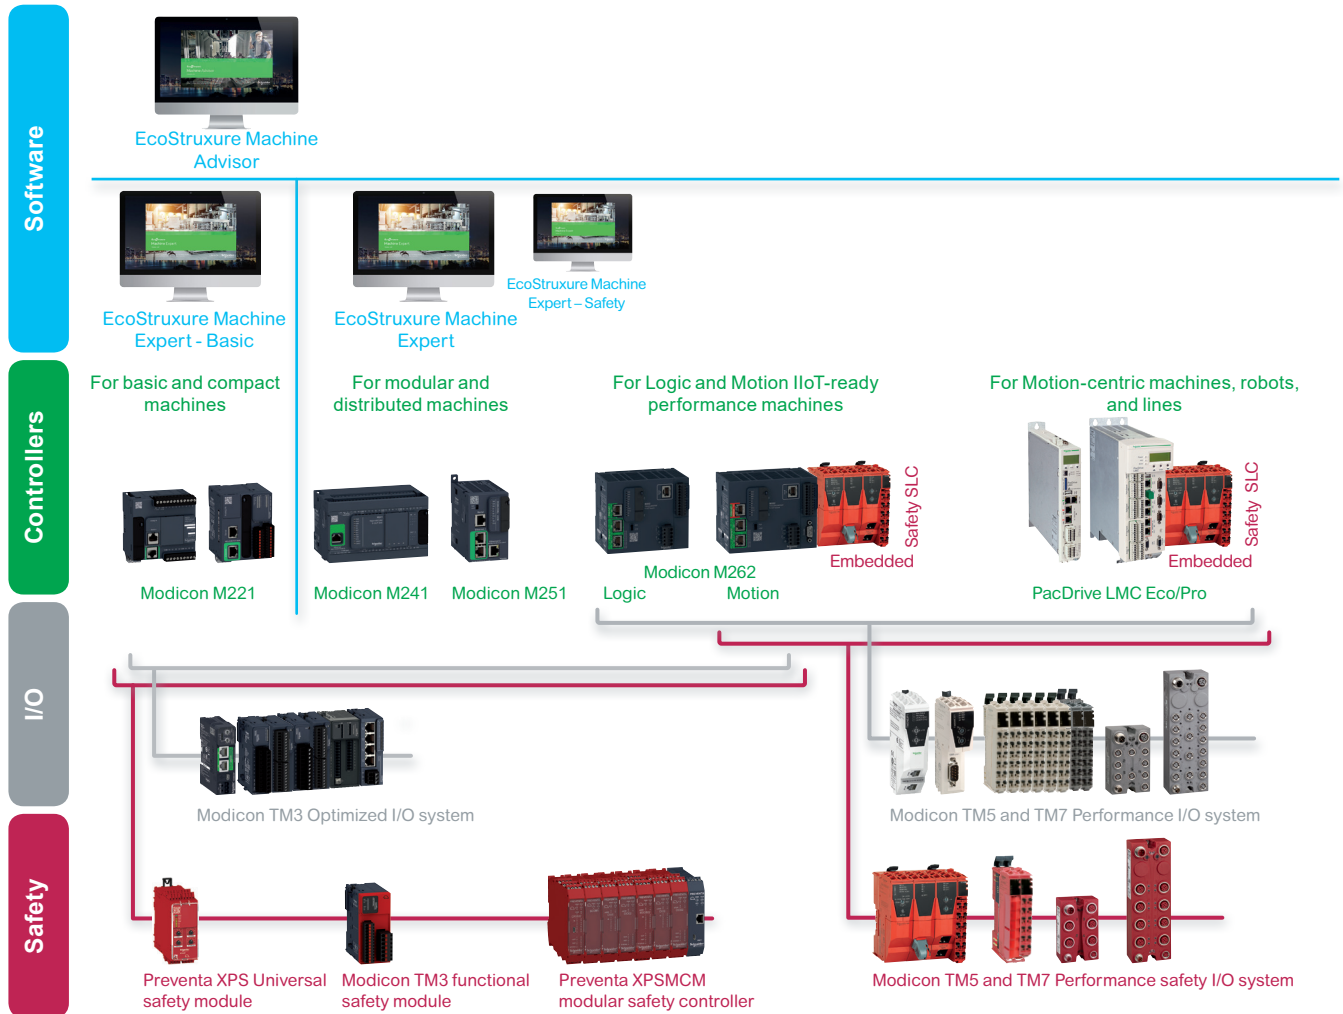 Software
EcoStruxure Machine
Advisor
EcoStruxure Machine
Expert - Basic
EcoStruxure Machine
Expert
EcoStruxure Machine
Expert – Safety
Controllers
For basic and compact
machines
For modular and
distributed machines
For Logic and Motion IIoT-ready
performance machines
For Motion-centric machines, robots,
and lines
Safety SLC
Embedded
Safety SLC
Embedded
Modicon M221
Modicon M241
Modicon M251
Modicon M262
Logic
Motion
PacDrive LMC Eco/Pro
I/O
Modicon TM3 Optimized I/O system
Modicon TM5 and TM7 Performance I/O system
Safety
Preventa XPS Universal
safety module
Modicon TM3 functional
safety module
Preventa XPSMCM
modular safety controller
Modicon TM5 and TM7 Performance safety I/O system